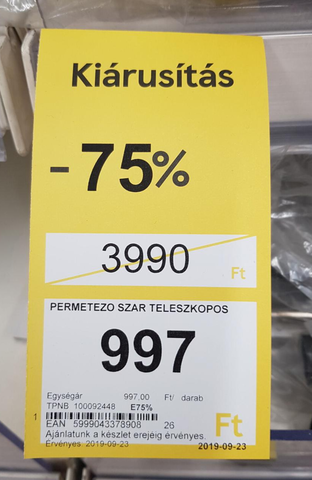 Kiárusítás
-75%
3990 Ft
PERMETEZO SZAR TELESZKOPOS
997 Ft
Egységár 997.00 Ft/ darab
TPNB 100092448 E75%
1
EAN 5999043378908 26
Ajánlatunk a készlet erejéig érvényes.
Érvényes: 2019-09-23 2019-09-23